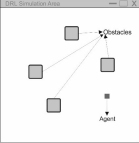 DRL Simulation Area
Obstacles
Agent